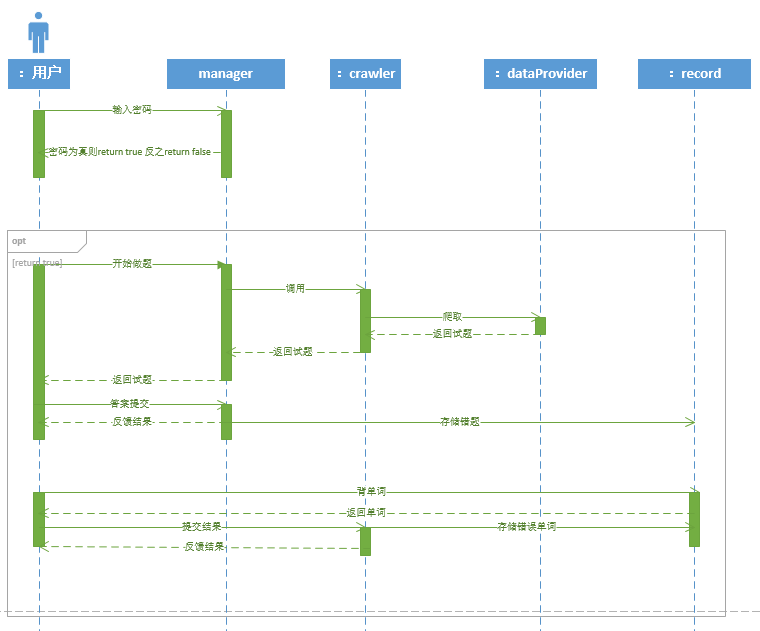 ：用户
manager
：crawler
：dataProvider
：record
输入密码
密码为真则return true 反之return false
opt
[return true]
开始做题
调用
爬取
返回试题
返回试题
返回试题
答案提交
反馈结果
存储错题
背单词
返回单词
提交结果
存储错误单词
反馈结果